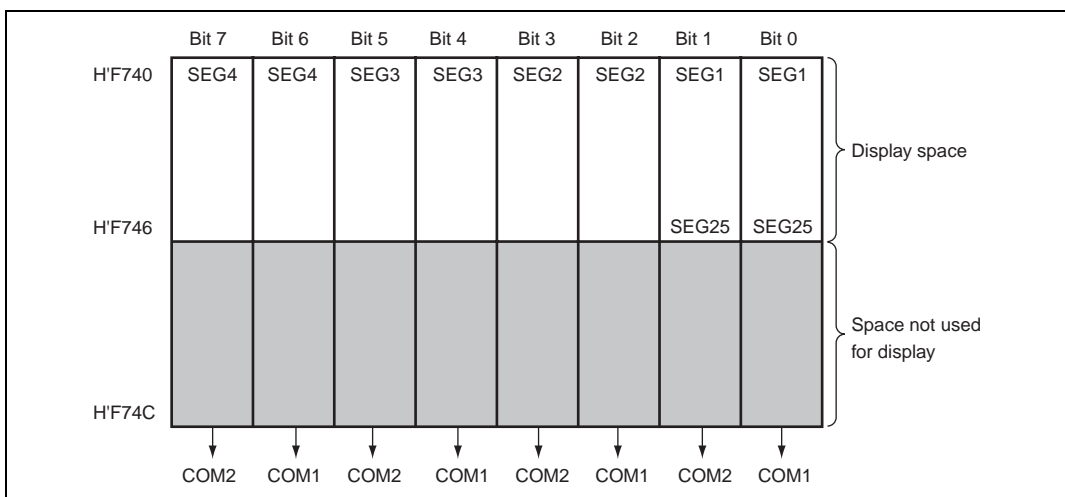 Bit 7 Bit 6 Bit 5 Bit 4 Bit 3 Bit 2 Bit 1 Bit 0
H'F740 SEG4 SEG4 SEG3 SEG3 SEG2 SEG2 SEG1 SEG1
Display space
H'F746 SEG25 SEG25
Space not used
for display
H'F74C
COM2 COM1 COM2 COM1 COM2 COM1 COM2 COM1